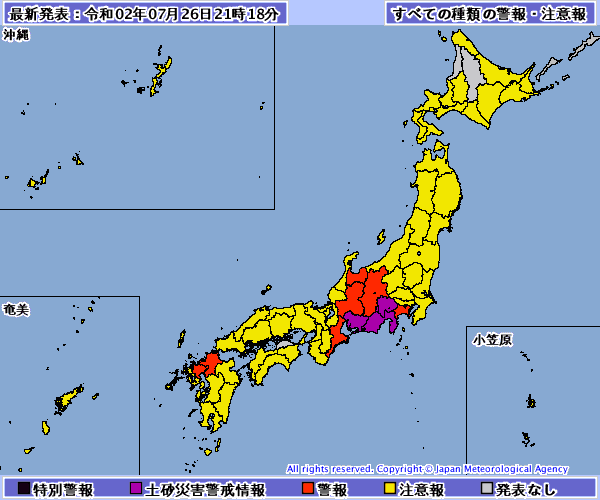 最新発表：令和02年07月26日21時18分
すべての種類の警報・注意報
沖縄
奄美
小笠原
All rights reserved. Copyright © Japan Meteorological Agency
特別警報 土砂災害警戒情報 警報 注意報 発表なし